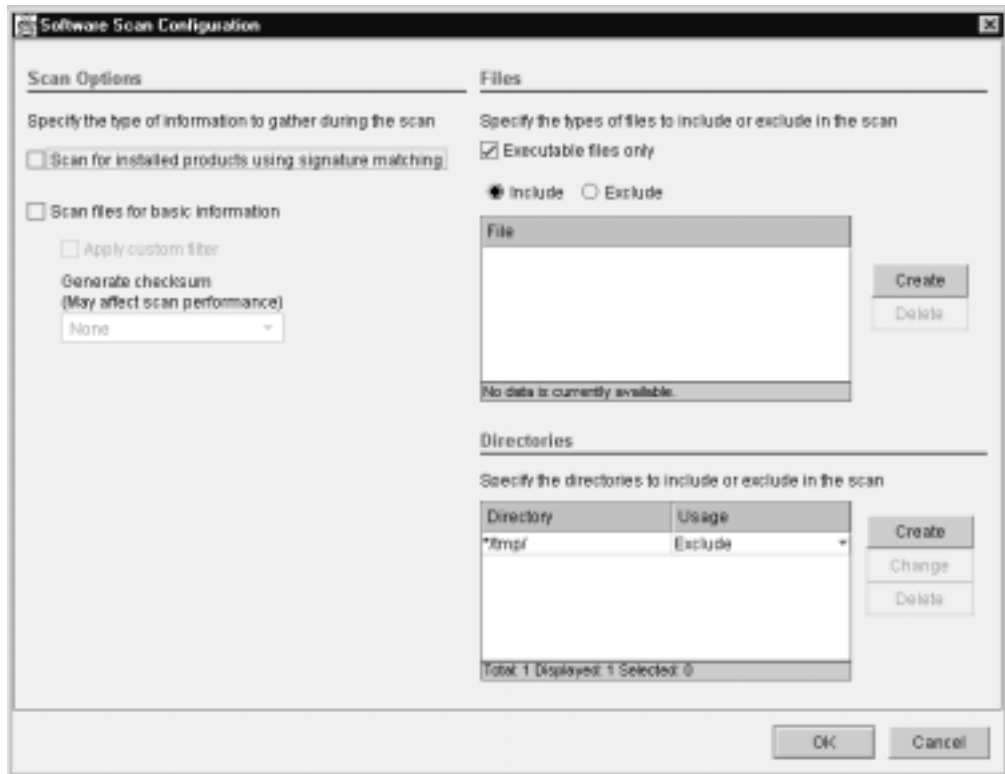 Software Scan Configuration
Scan Options
Specify the type of information to gather during the scan
Scan for installed products using signature matching
Scan files for basic information
Apply custom filter
Generate checksum
(May affect scan performance)
None
Files
Specify the types of files to include or exclude in the scan
Executable files only
Include Exclude
File
No data is currently available.
Create
Delete
Directories
Specify the directories to include or exclude in the scan
Directory Usage
*/tmp/ Exclude
Total: 1 Displayed: 1 Selected: 0
Create
Change
Delete
OK Cancel